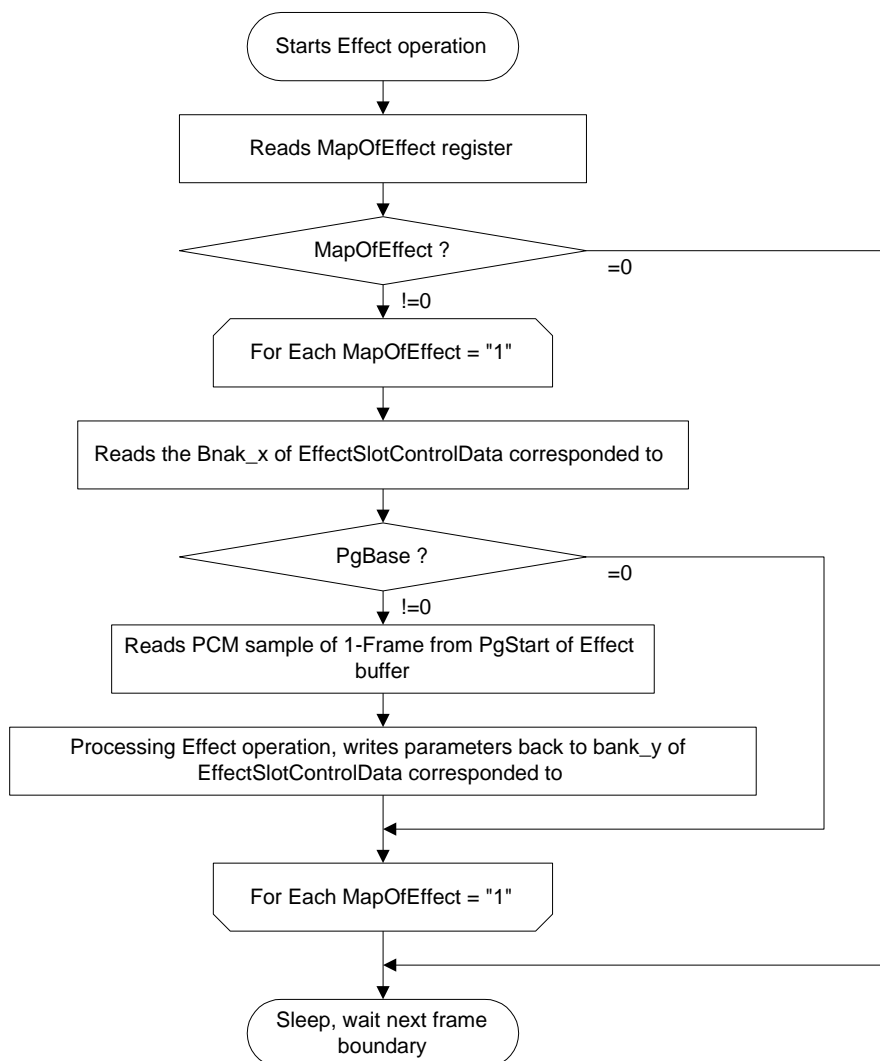 Starts Effect operation
Reads MapOfEffect register
MapOfEffect ?
=0
!=0
For Each MapOfEffect = "1"
Reads the Bnak_x of EffectSlotControlData corresponded to
PgBase ?
=0
!=0
Reads PCM sample of 1-Frame from PgStart of Effect
buffer
Processing Effect operation, writes parameters back to bank_y of
EffectSlotControlData corresponded to
For Each MapOfEffect = "1"
Sleep, wait next frame
boundary